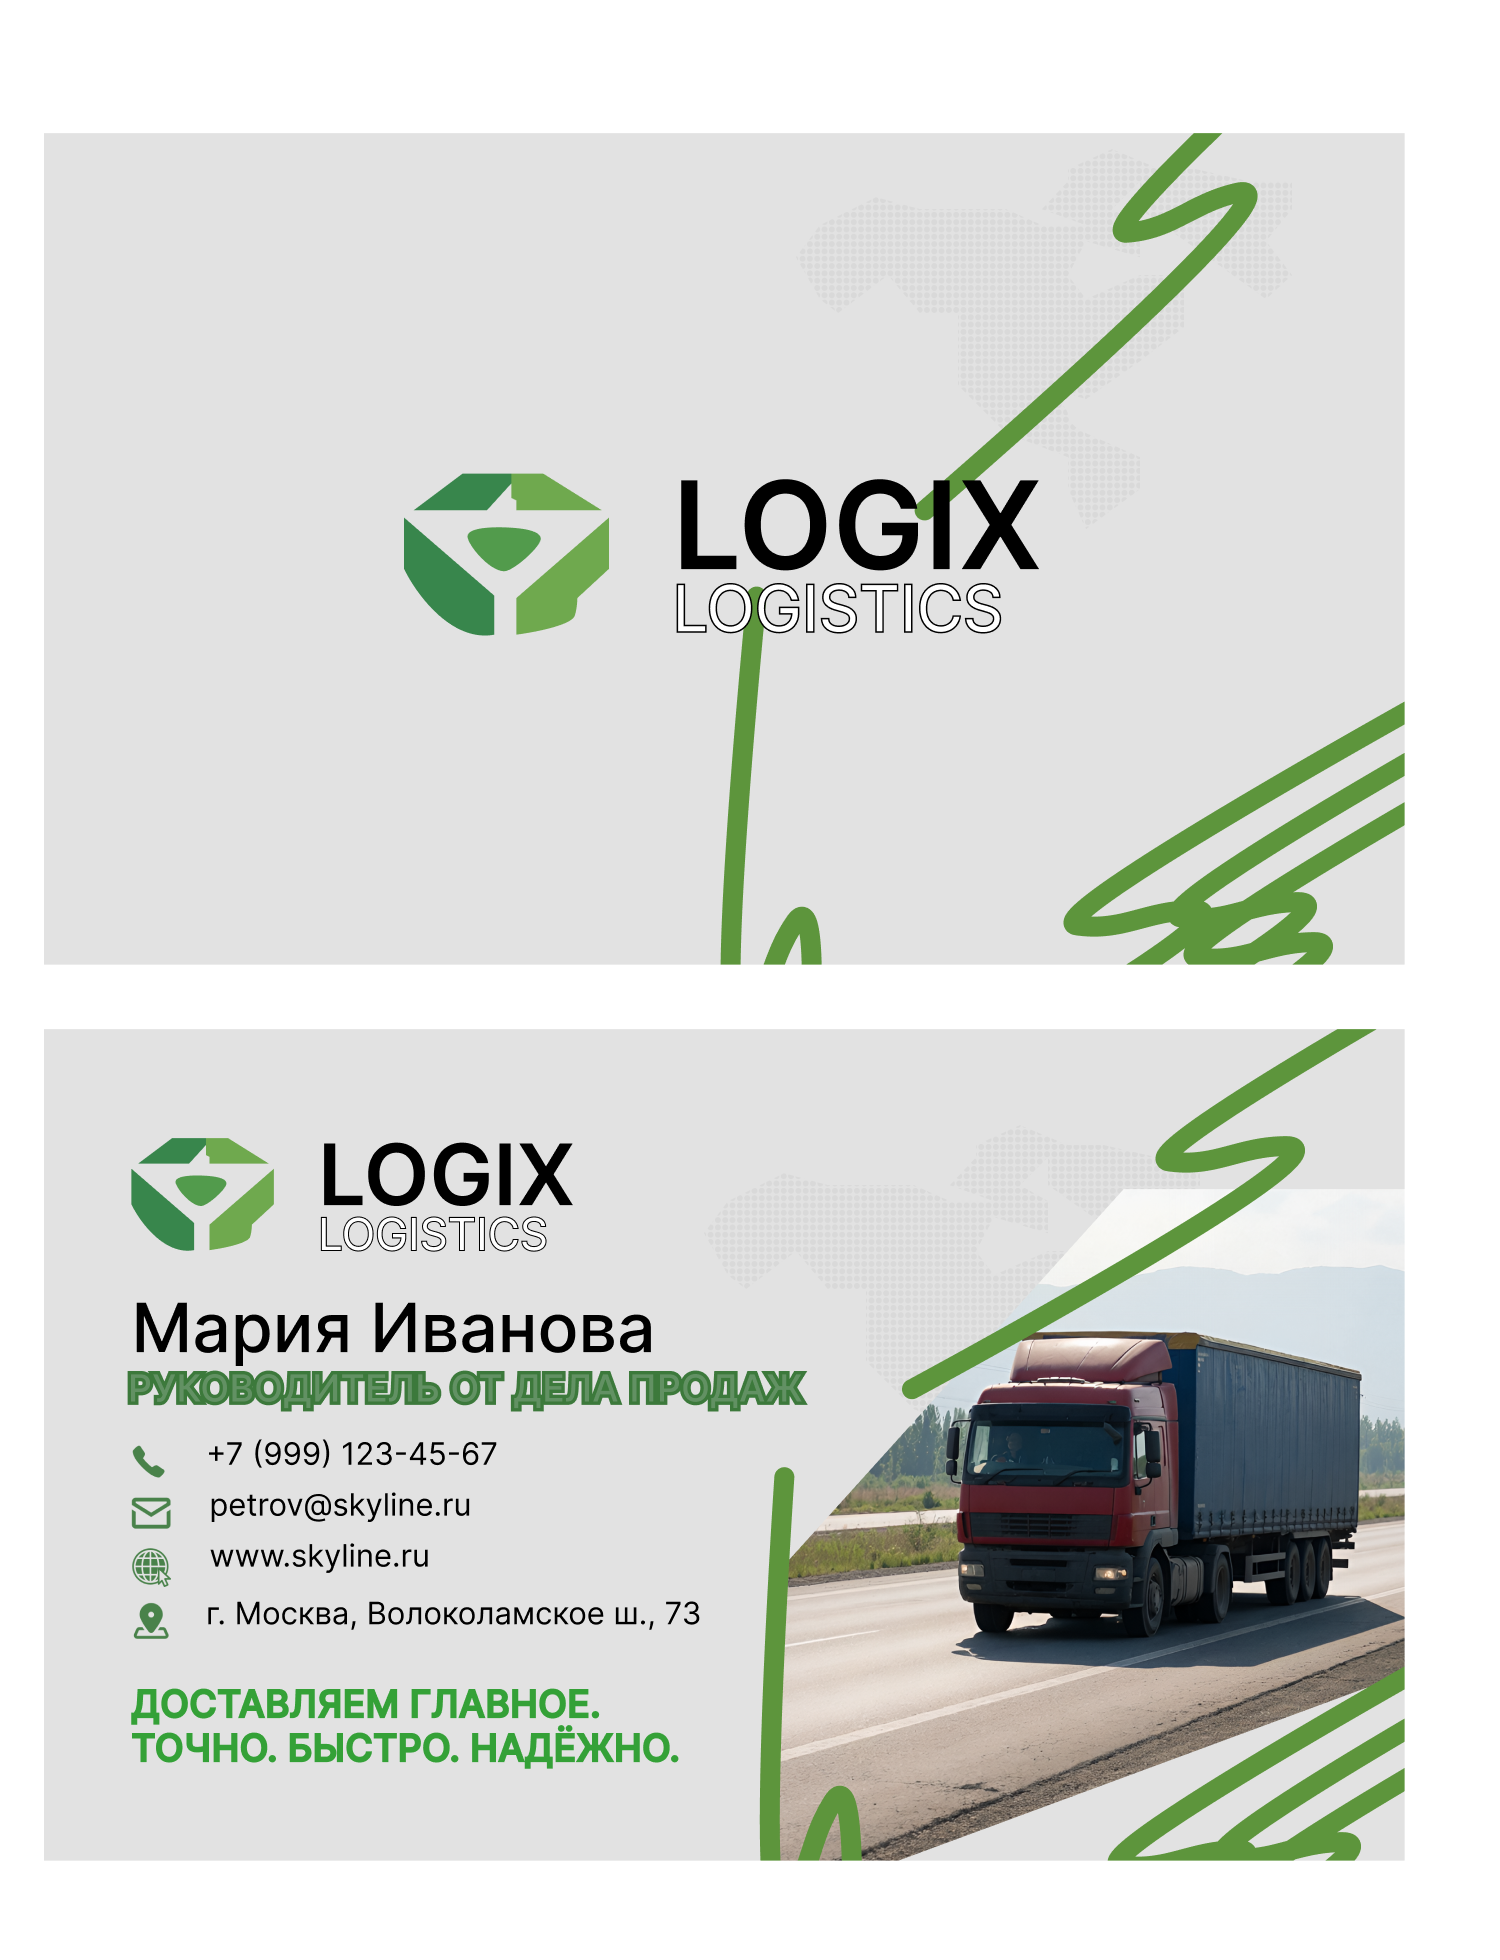 LOGIX
LOGISTICS
LOGIX
LOGISTICS
Мария Иванова
РУКОВОДИТЕЛЬ ОТ ДЕЛА ПРОДАЖ
+7 (999) 123-45-67
petrov@skyline.ru
www.skyline.ru
г. Москва, Волоколамское ш., 73
ДОСТАВЛЯЕМ ГЛАВНОЕ.
ТОЧНО. БЫСТРО. НАДЁЖНО.